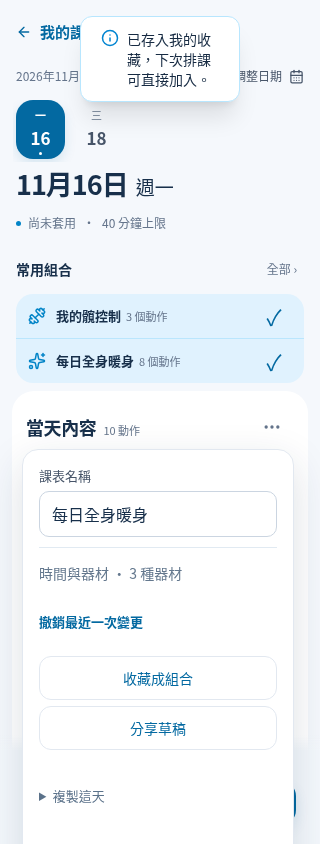 我的課
已存入我的收
藏，下次排課
可直接加入。
2026年11月
調整日期
一 三
16 18
11月16日 週一
尚未套用 · 40 分鐘上限
常用組合 全部 ›
我的髖控制 3 個動作
每日全身暖身 8 個動作
當天內容 10 動作
課表名稱
每日全身暖身
時間與器材 · 3 種器材
撤銷最近一次變更
收藏成組合
分享草稿
▶ 複製這天